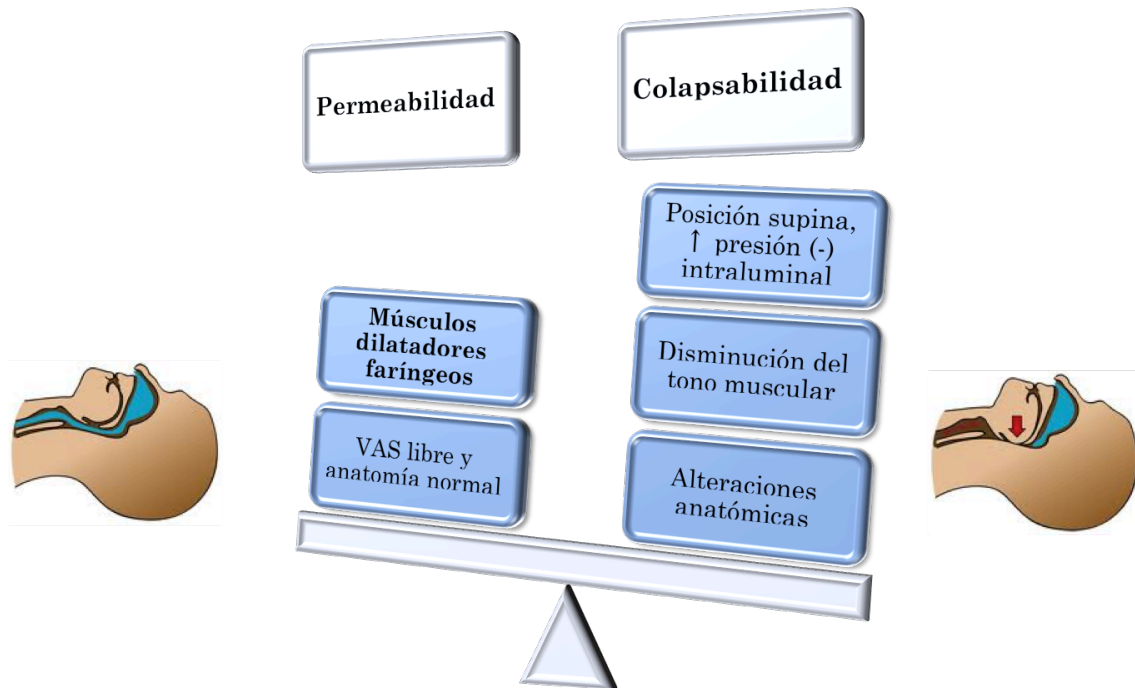 Permeabilidad
Colapsabilidad
Posición supina,
↑ presión (-)
intraluminal
Músculos
dilatadores
faríngeos
Disminución del
tono muscular
VAS libre y
anatomía normal
Alteraciones
anatómicas